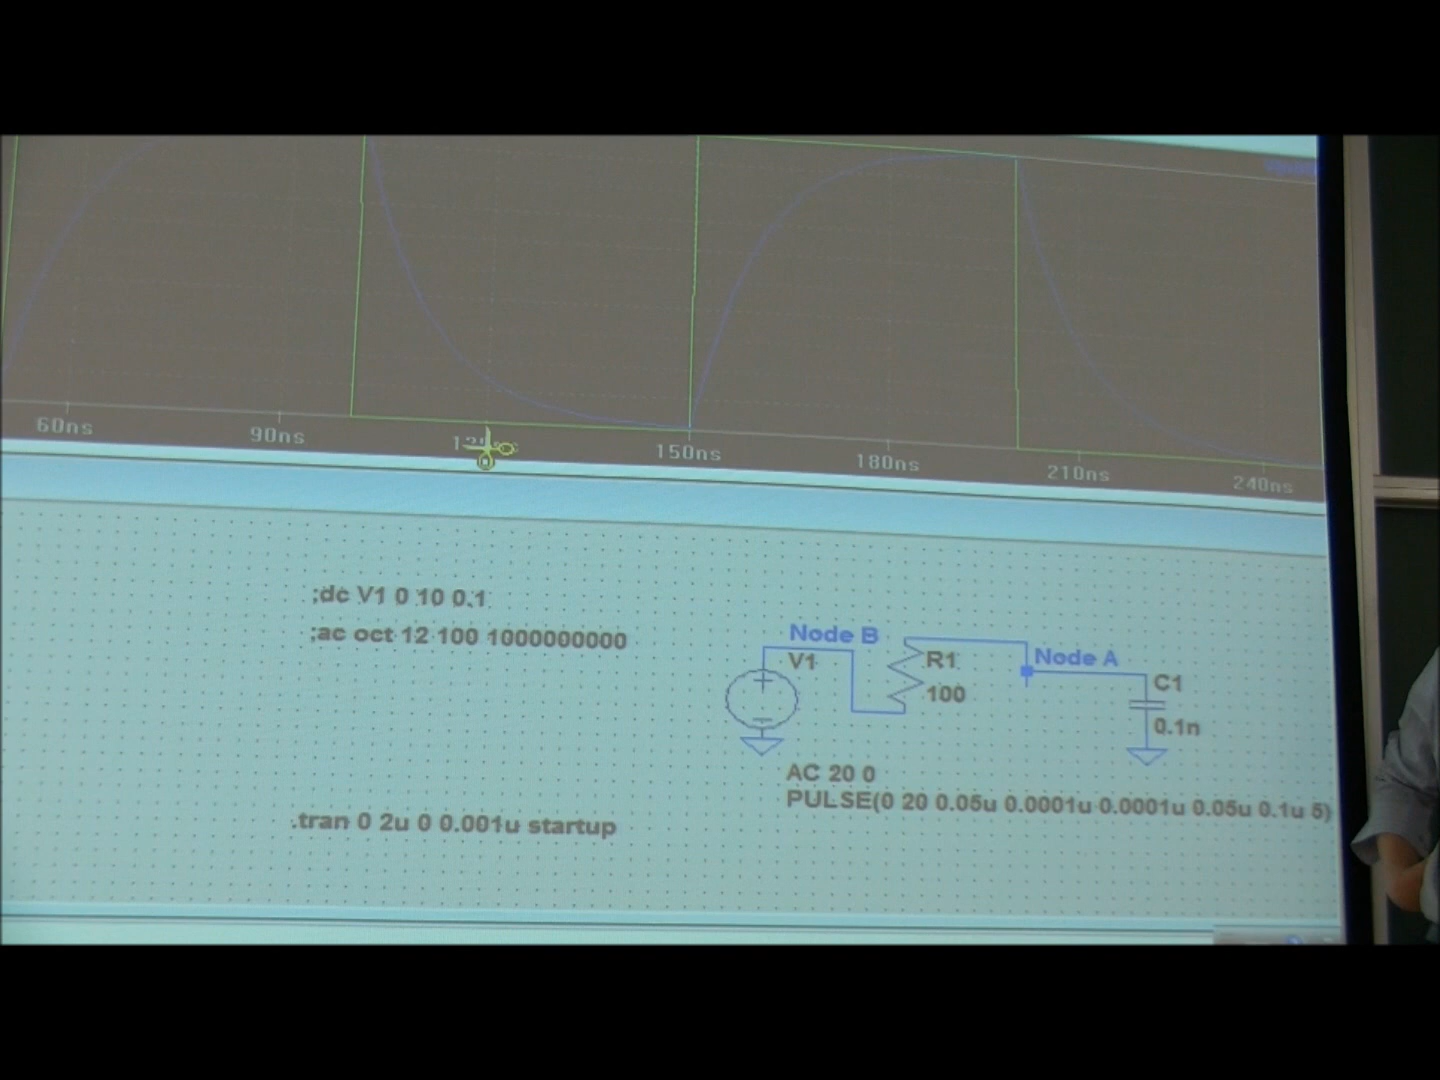 60ns 90ns 150ns 180ns 210ns 240ns
;dc V1 0 10 0.1
;ac oct 12 100 1000000000
Node B
V1
R1
100
Node A
C1
0.1n
AC 20 0
PULSE(0 20 0.05u 0.0001u 0.0001u 0.05u 0.1u 5)
.tran 0 2u 0 0.001u startup